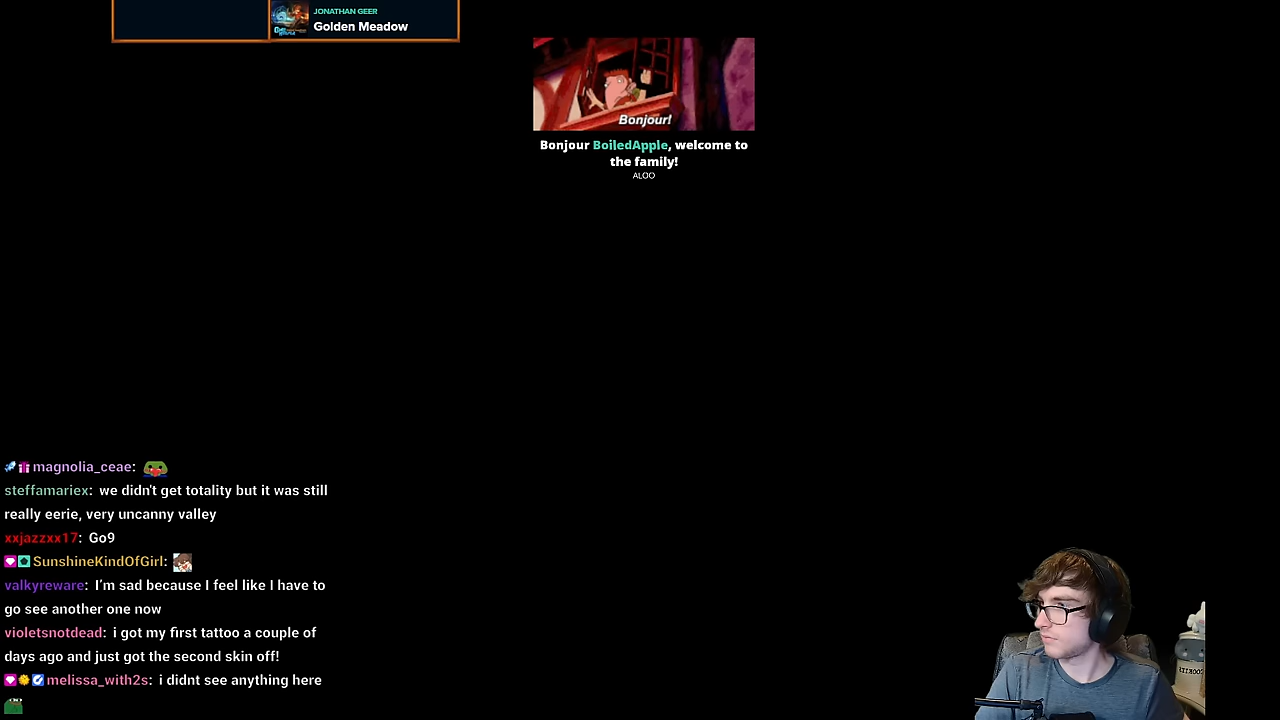 JONATHAN GEER
Golden Meadow
Bonjour!
Bonjour BoiledApple, welcome to
the family!
ALOO
magnolia_ceae:
steffamariex: we didn't get totality but it was still
really eerie, very uncanny valley
xxjazzxx17: Go9
SunshineKindOfGirl:
valkyreware: I'm sad because I feel like I have to
go see another one now
violetsnotdead: i got my first tattoo a couple of
days ago and just got the second skin off!
melissa_with2s: i didnt see anything here